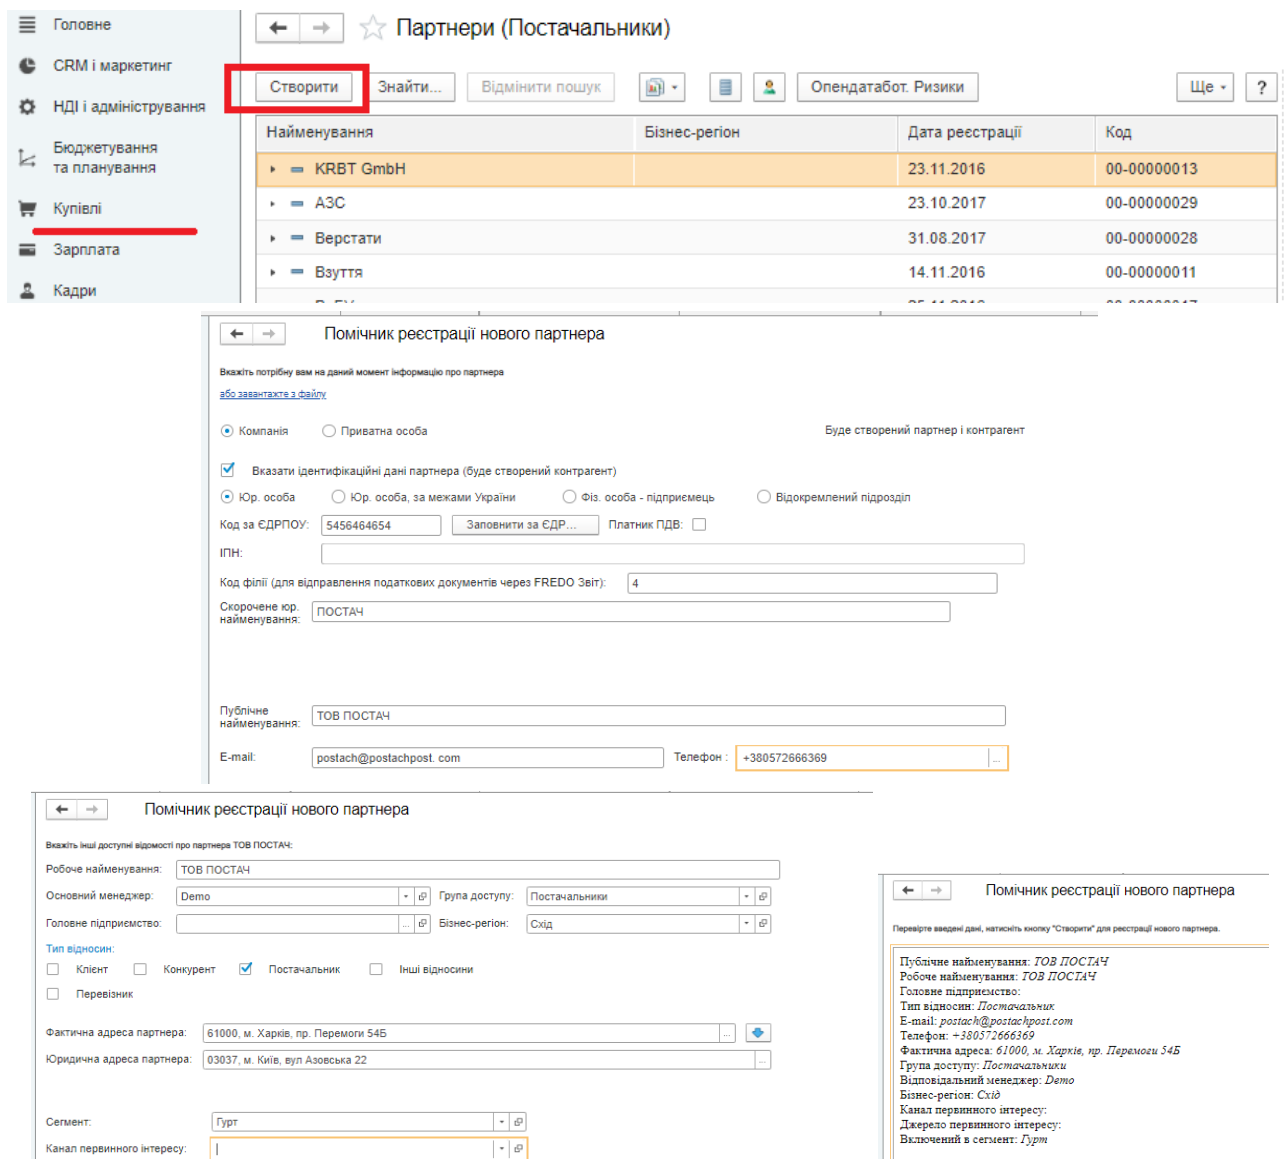 Головне
CRM і маркетинг
НДІ і адміністрування
Бюджетування
та планування
Купівлі
Зарплата
Кадри
Партнери (Постачальники)
Створити Знайти... Відмінити пошук Опендатабот. Ризики Ще ?
Найменування Бізнес-регіон Дата реєстрації Код
KRBT GmbH 23.11.2016 00-00000013
АЗС 23.10.2017 00-00000029
Верстати 31.08.2017 00-00000028
Взуття 14.11.2016 00-00000011
Помічник реєстрації нового партнера
Вкажіть потрібну вам на даний момент інформацію про партнера
або завантажте з файлу
Компанія Приватна особа Буде створений партнер і контрагент
Вказати ідентифікаційні дані партнера (буде створений контрагент)
Юр. особа Юр. особа, за межами України Фіз. особа - підприємець Відокремлений підрозділ
Код за ЄДРПОУ: 5456464654 Заповнити за ЄДР... Платник ПДВ:
ІПН:
Код філії (для відправлення податкових документів через FREDO Звіт): 4
Скорочене юр.
найменування: ПОСТАЧ
Публічне
найменування: ТОВ ПОСТАЧ
E-mail: postach@postachpost. com Телефон : +380572666369 ...
Помічник реєстрації нового партнера
Вкажіть інші доступні відомості про партнера ТОВ ПОСТАЧ:
Робоче найменування: ТОВ ПОСТАЧ
Основний менеджер: Demo Група доступу: Постачальники
Головне підприємство: ... Бізнес-регіон: Схід
Тип відносин:
Клієнт Конкурент Постачальник Інші відносини
Перевізник
Фактична адреса партнера: 61000, м. Харків, пр. Перемоги 54Б ...
Юридична адреса партнера: 03037, м. Київ, вул Азовська 22 ...
Сегмент: Гурт
Канал первинного інтересу:
Помічник реєстрації нового партнера
Перевірте введені дані, натисніть кнопку "Створити" для реєстрації нового партнера.
Публічне найменування: ТОВ ПОСТАЧ
Робоче найменування: ТОВ ПОСТАЧ
Головне підприємство:
Тип відносин: Постачальник
E-mail: postach@postachpost.com
Телефон: +380572666369
Фактична адреса: 61000, м. Харків, пр. Перемоги 54Б
Група доступу: Постачальники
Відповідальний менеджер: Demo
Бізнес-регіон: Схід
Канал первинного інтересу:
Джерело первинного інтересу:
Включений в сегмент: Гурт